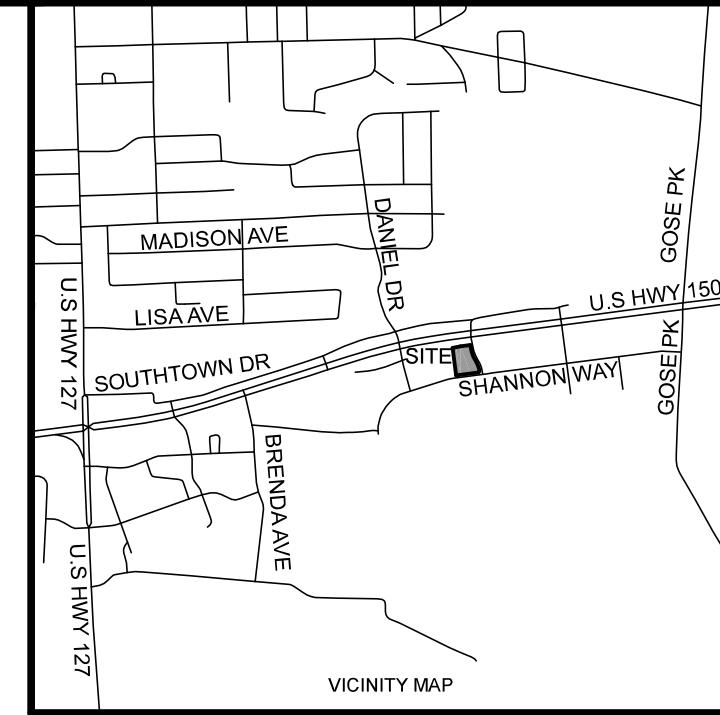 GOSE PK
DANIEL DR
MADISON AVE
U.S HWY 127
U.S HWY 150
LISA AVE
GOSE PK
SITE
SOUTHTOWN DR
SHANNON WAY
BRENDA AVE
U.S HWY 127
VICINITY MAP